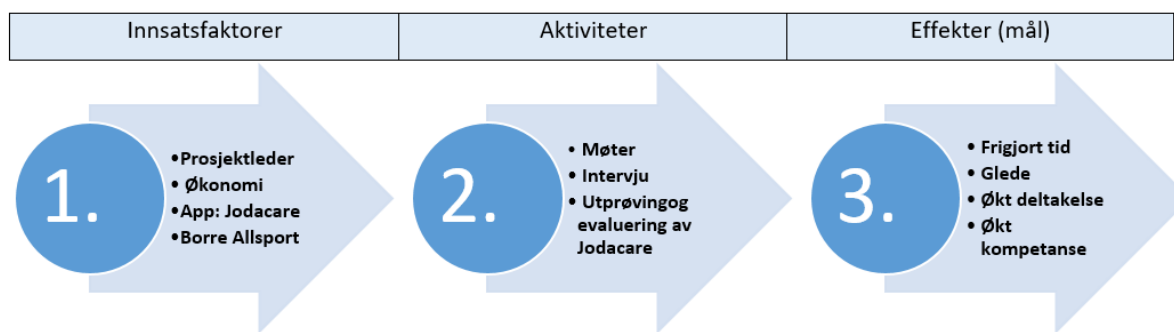 Innsatsfaktorer
Aktiviteter
Effekter (mål)
1.
•Prosjektleder
• Økonomi
•App: Jodacare
•Borre Allsport
2.
• Møter
• Intervju
• Utprøvingog
evaluering av
Jodacare
3.
• Frigjort tid
• Glede
• Økt deltakelse
• Økt
kompetanse